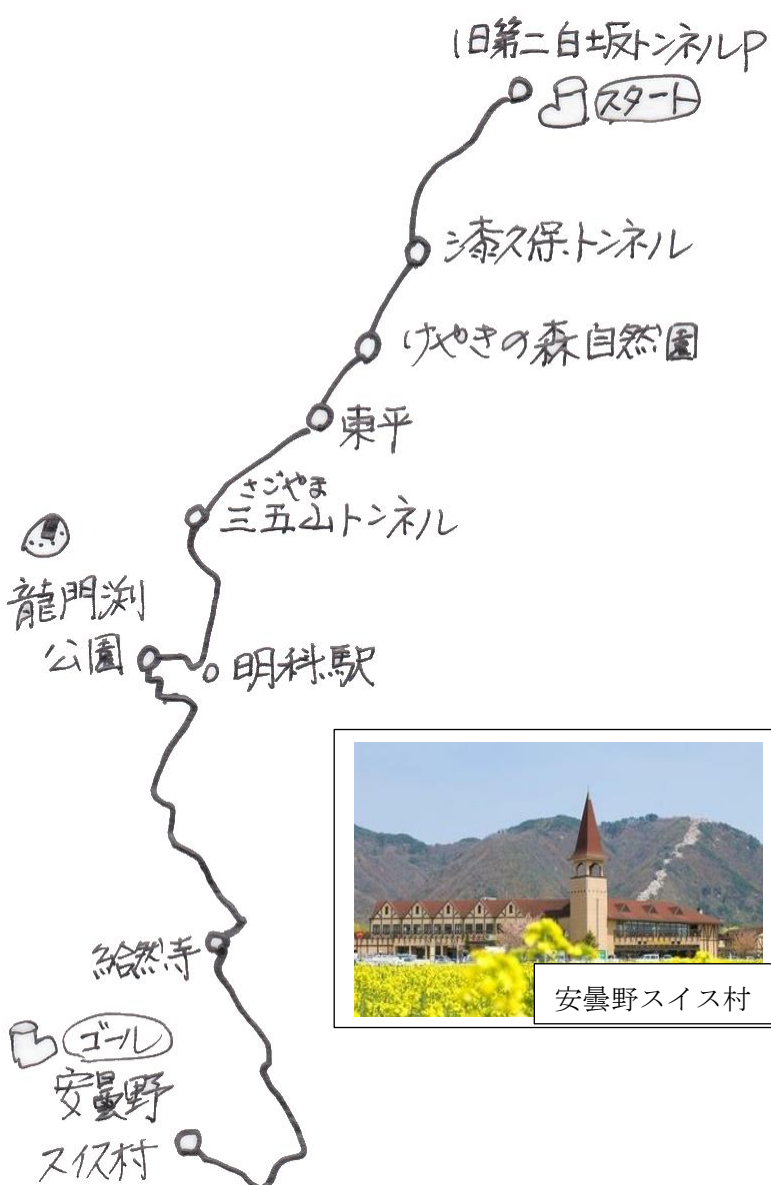 旧第二白坂トンネルP
スタート
漆久保トンネル
けやきの森自然園
東平
さごやま
三五山トンネル
龍門渕
公園
明科駅
給然寺
ゴール
安曇野
スイス村
安曇野スイス村